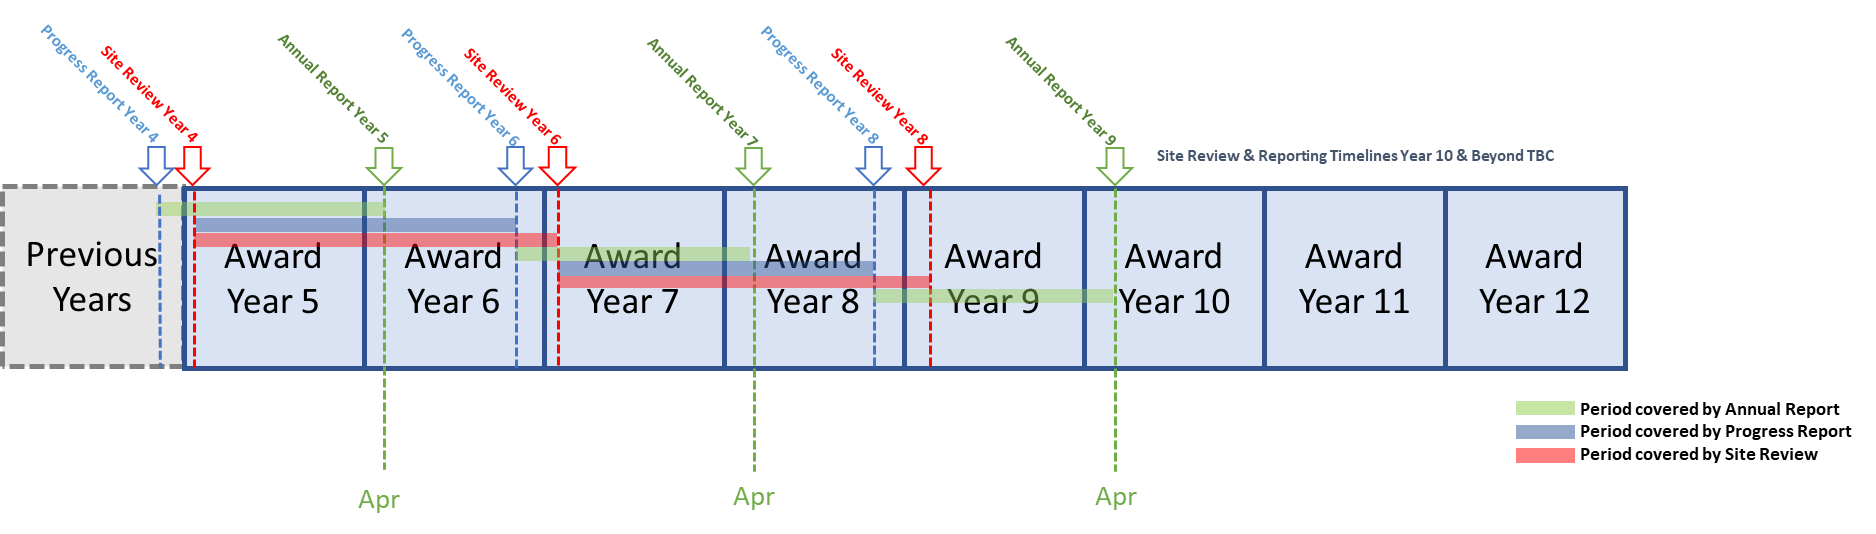 Progress Report Year 4
Site Review Year 4
Annual Report Year 5
Progress Report Year 6
Site Review Year 6
Annual Report Year 7
Progress Report Year 8
Site Review Year 8
Annual Report Year 9
Site Review & Reporting Timelines Year 10 & Beyond TBC
Previous
Years
Award
Year 5
Award
Year 6
Award
Year 7
Award
Year 8
Award
Year 9
Award
Year 10
Award
Year 11
Award
Year 12
Period covered by Annual Report
Period covered by Progress Report
Period covered by Site Review
Apr
Apr
Apr